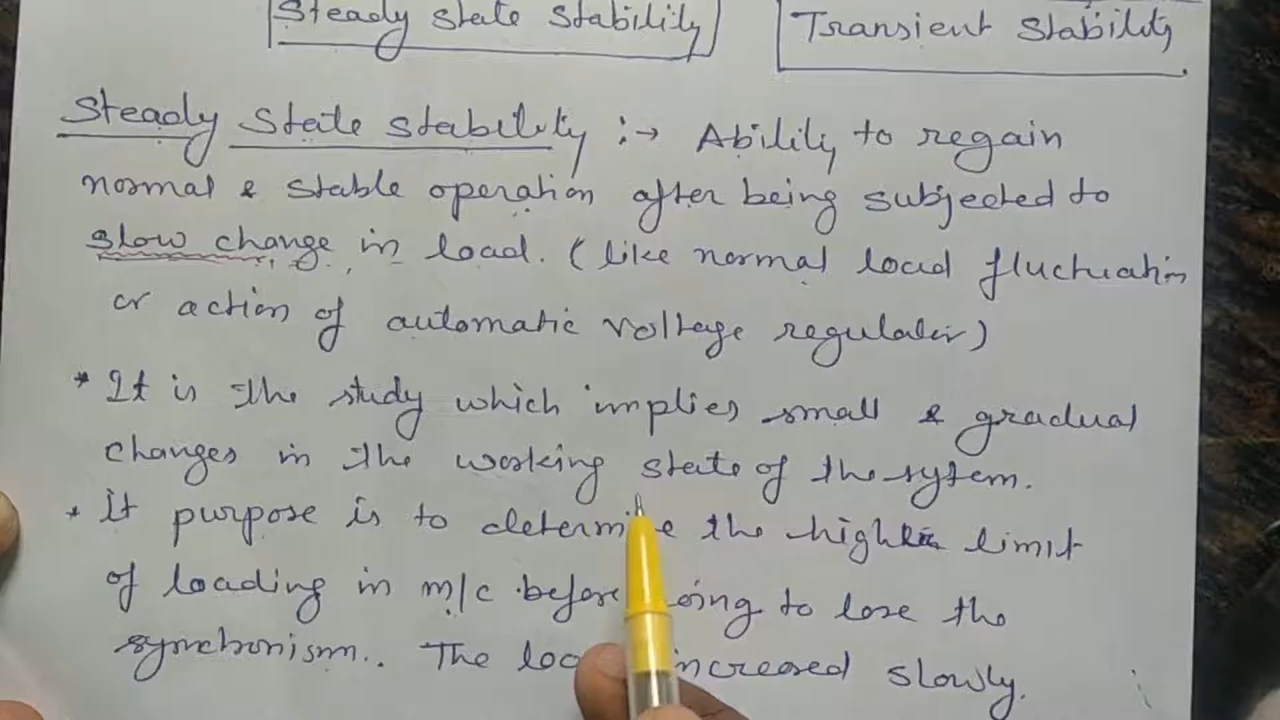 Steady state stability
Transient stability
Steady state stability :→ Ability to regain
normal & stable operation after being subjected to
slow change in load. (like normal load fluctuation
or action of automatic voltage regulator)
* It is the study which implies small & gradual
changes in the working state of the system.
* It purpose is to determine the higher limit
of loading in m/c before going to lose the
synchronism. The increased slowly.